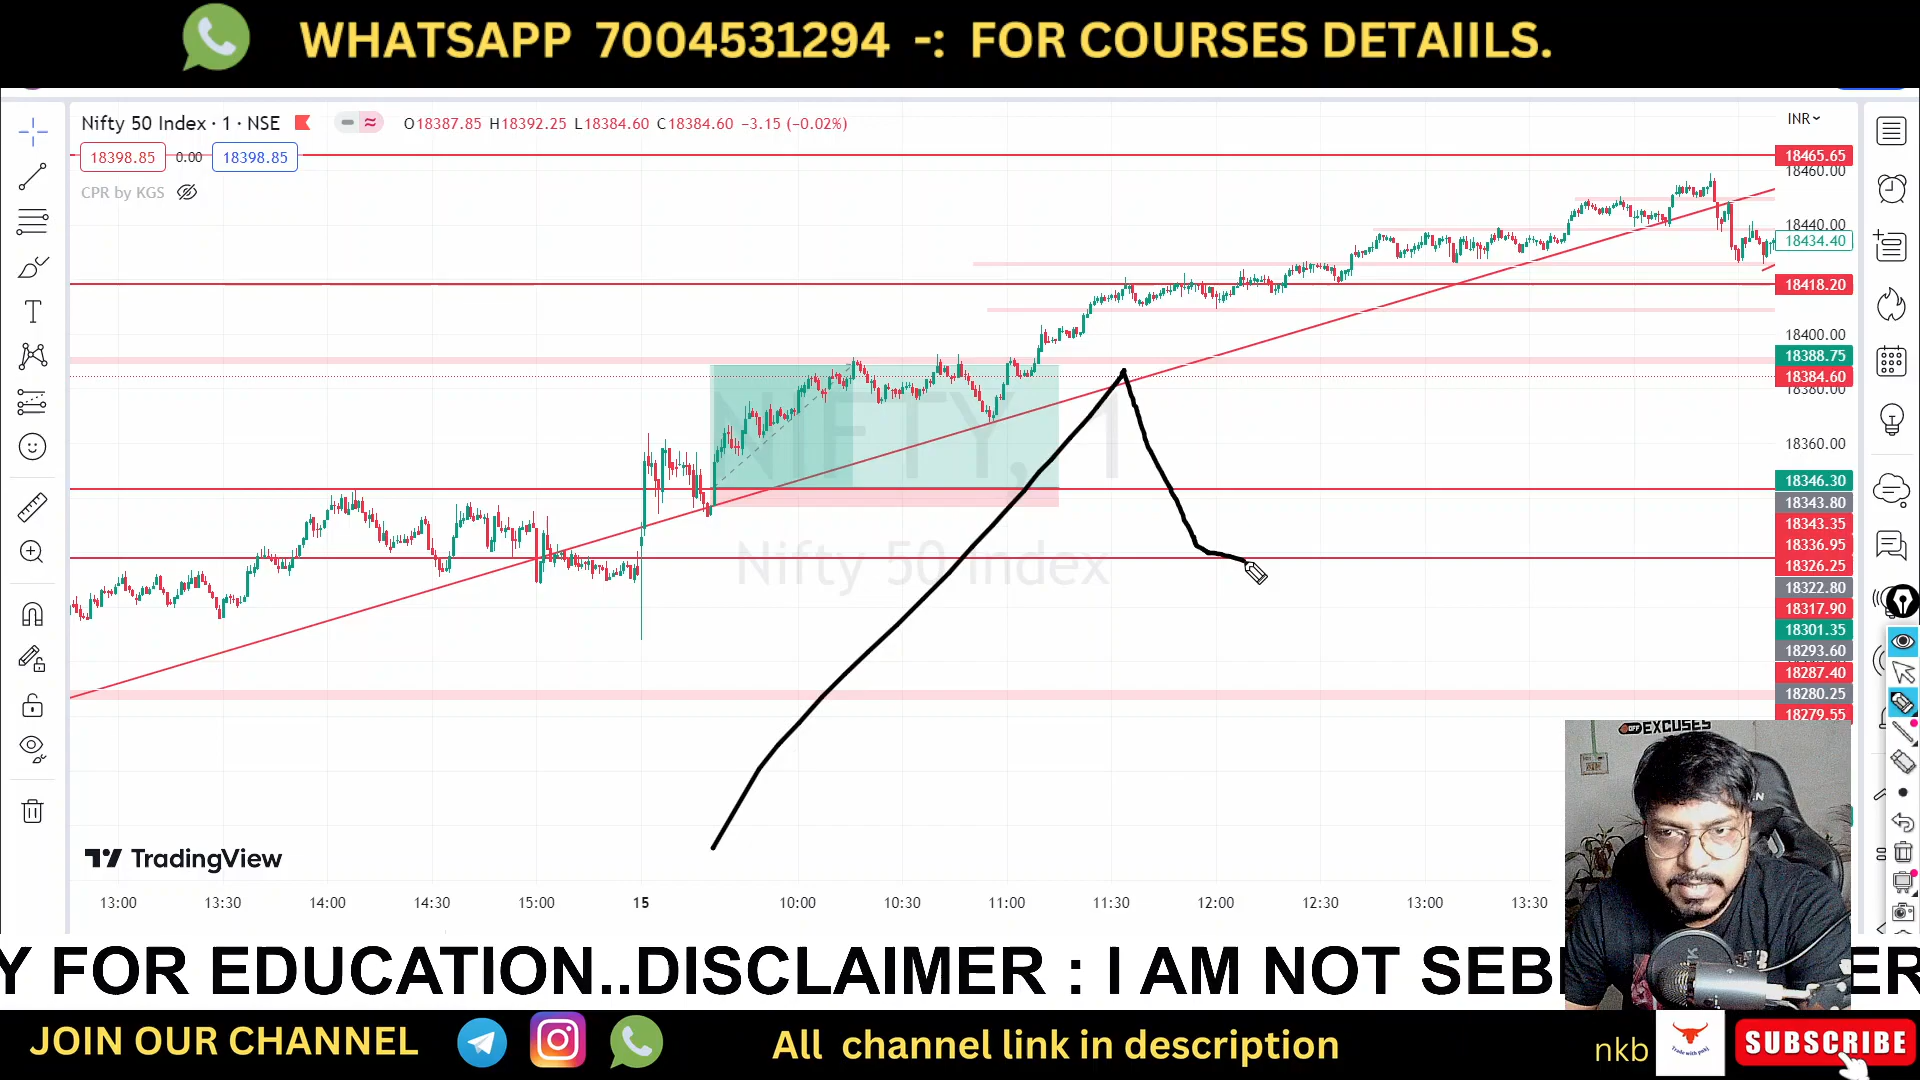 WHATSAPP 7004531294 -: FOR COURSES DETAIILS.
Nifty 50 Index · 1 · NSE O18387.85 H18392.25 L18384.60 C18384.60 −3.15 (−0.02%)
INR
18398.85 0.00 18398.85
CPR by KGS
18465.65
18460.00
18440.00
18434.40
18418.20
18400.00
18388.75
18384.60
18380.00
18360.00
18346.30
18343.80
18343.35
18336.95
18326.25
18322.80
18317.90
18301.35
18293.60
18287.40
18280.25
18279.55
NIFTY, 1
Nifty 50 Index
OFF EXCUSES
TradingView
13:00 13:30 14:00 14:30 15:00 15 10:00 10:30 11:00 11:30 12:00 12:30 13:00 13:30
Y FOR EDUCATION..DISCLAIMER : I AM NOT SEB ER
JOIN OUR CHANNEL All channel link in description nkb SUBSCRIBE